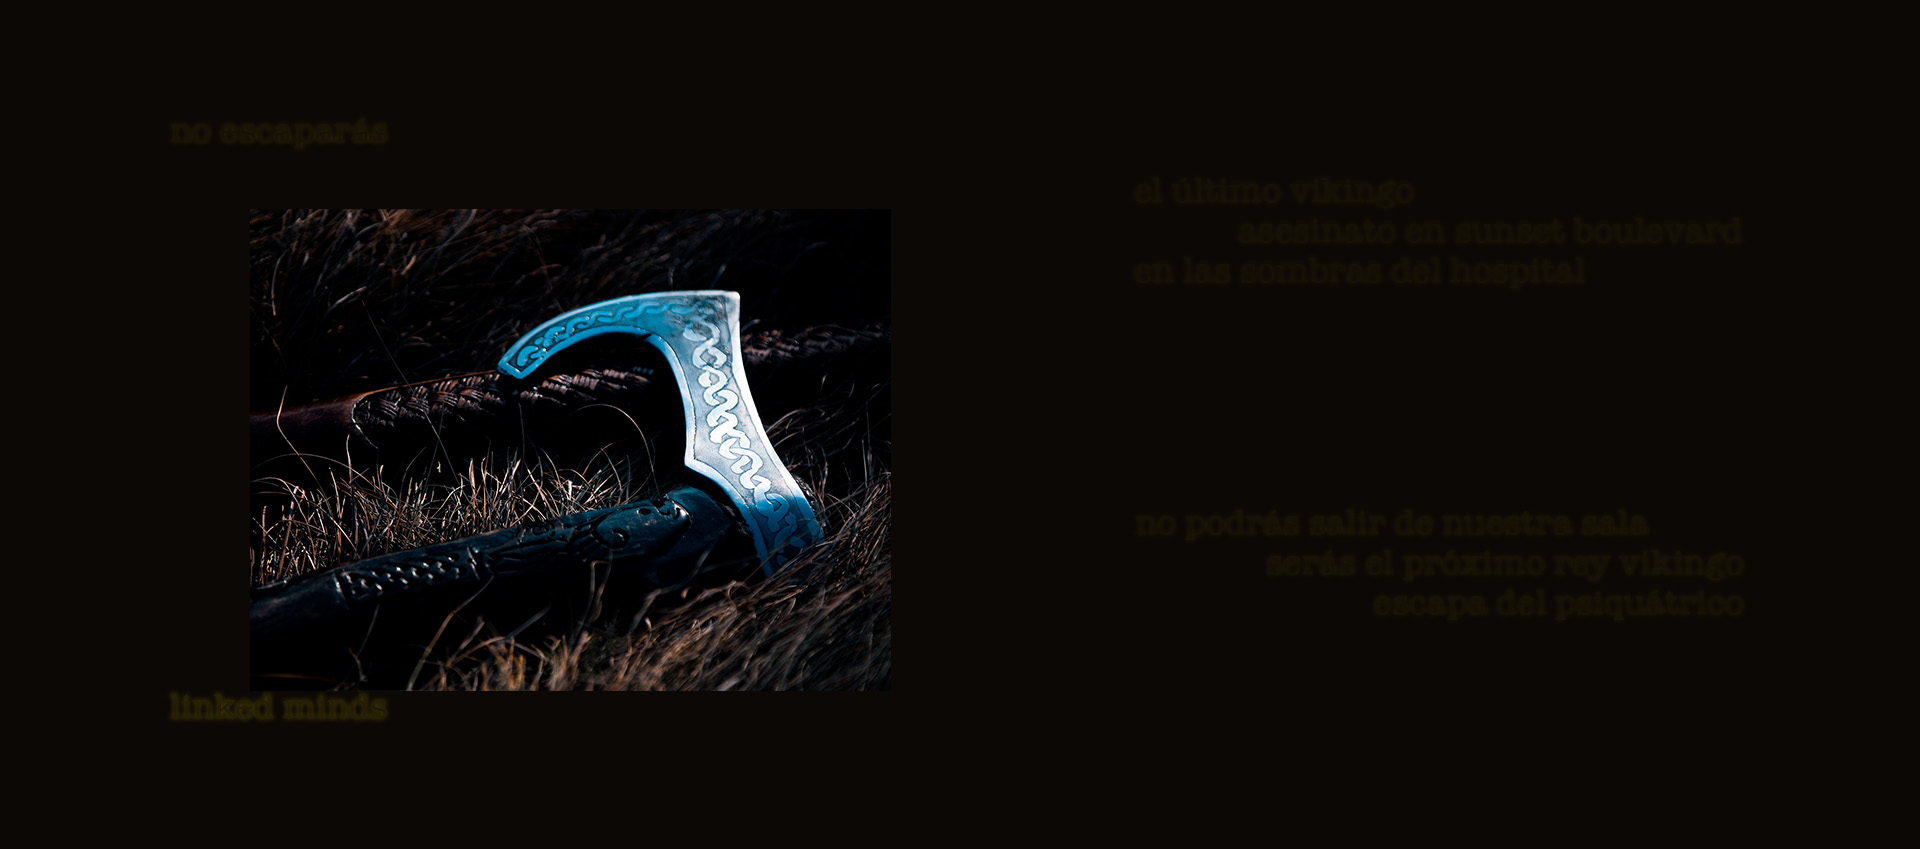 no escaparás
linked minds
el último vikingo
asesinato en sunset boulevard
en las sombras del hospital
no podrás salir de nuestra sala
serás el próximo rey vikingo
escapa del psiquátrico